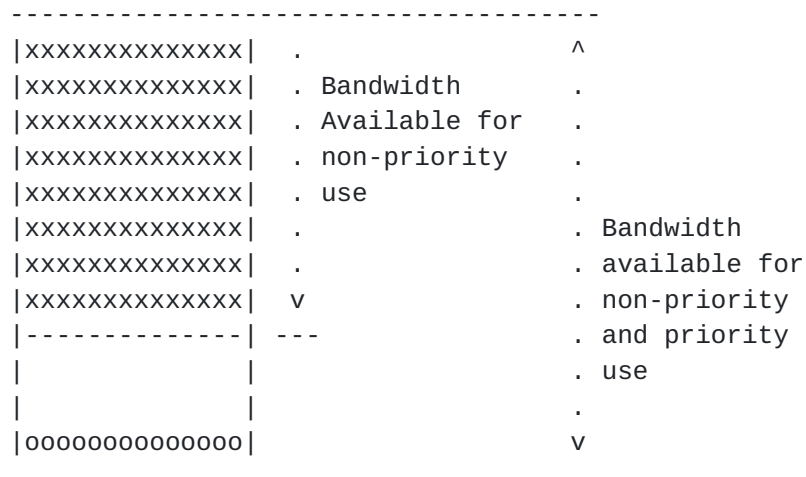 --------------------------------------
|xxxxxxxxxxxxxx|  .                 ^
|xxxxxxxxxxxxxx|  . Bandwidth       .
|xxxxxxxxxxxxxx|  . Available for   .
|xxxxxxxxxxxxxx|  . non-priority    .
|xxxxxxxxxxxxxx|  . use             .
|xxxxxxxxxxxxxx|  .                 . Bandwidth
|xxxxxxxxxxxxxx|  .                 . available for
|xxxxxxxxxxxxxx|  v                 . non-priority
|--------------| ---                . and priority
|              |                    . use
|              |                    .
|oooooooooooooo|                    v